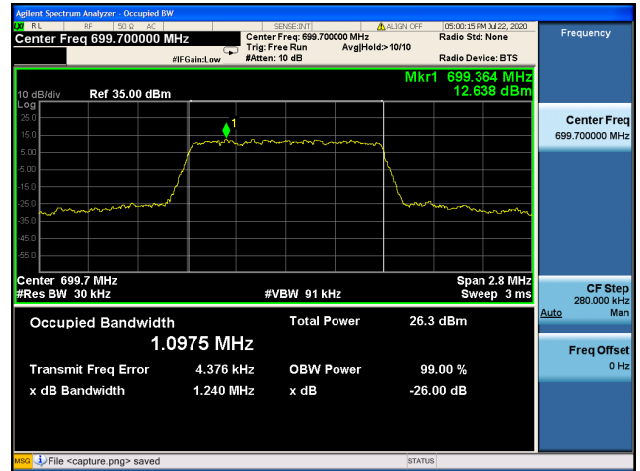 Agilent Spectrum Analyzer - Occupied BW
RL RF 50 Ω AC SENSE:INT ALIGN OFF 05:00:15 PM Jul 22, 2020
Center Freq 699.700000 MHz Center Freq: 699.700000 MHz Radio Std: None
Trig: Free Run Avg|Hold:> 10/10
#IFGain:Low #Atten: 10 dB Radio Device: BTS
Mkr1 699.364 MHz
10 dB/div Ref 35.00 dBm 12.638 dBm
Log
25.0
1
15.0
5.00
-5.00
-15.0
-25.0
-35.0
-45.0
-55.0
Center 699.7 MHz Span 2.8 MHz
#Res BW 30 kHz #VBW 91 kHz Sweep 3 ms
Occupied Bandwidth Total Power 26.3 dBm
1.0975 MHz
Transmit Freq Error 4.376 kHz OBW Power 99.00 %
x dB Bandwidth 1.240 MHz x dB -26.00 dB
MSG File <capture.png> saved STATUS
Frequency
Center Freq
699.700000 MHz
CF Step
280.000 kHz
Auto Man
Freq Offset
0 Hz